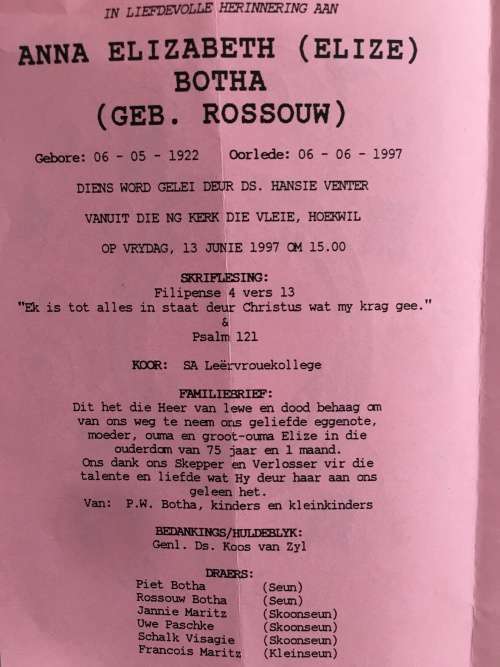 IN LIEFDEVOLLE HERINNERING AAN
ANNA ELIZABETH (ELIZE)
BOTHA
(GEB. ROSSOUW)
Gebore: 06 - 05 - 1922 Oorlede: 06 - 06 - 1997
DIENS WORD GELEI DEUR DS. HANSIE VENTER
VANUIT DIE NG KERK DIE VLEIE, HOEKWIL
OP VRYDAG, 13 JUNIE 1997 OM 15.00
SKRIFLESING:
Filipense 4 vers 13
"Ek is tot alles in staat deur Christus wat my krag gee."
&
Psalm 121
KOOR: SA Leërvrouekollege
FAMILIEBRIEF:
Dit het die Heer van lewe en dood behaag om
van ons weg te neem ons geliefde eggenote,
moeder, ouma en groot-ouma Elize in die
ouderdom van 75 jaar en 1 maand.
Ons dank ons Skepper en Verlosser vir die
talente en liefde wat Hy deur haar aan ons
geleen het.
Van: P.W. Botha, kinders en kleinkinders
BEDANKINGS/HULDEBLYK:
Genl. Ds. Koos van Zyl
DRAERS:
Piet Botha (Seun)
Rossouw Botha (Seun)
Jannie Maritz (Skoonseun)
Uwe Paschke (Skoonseun)
Schalk Visagie (Skoonseun)
Francois Maritz (Kleinseun)